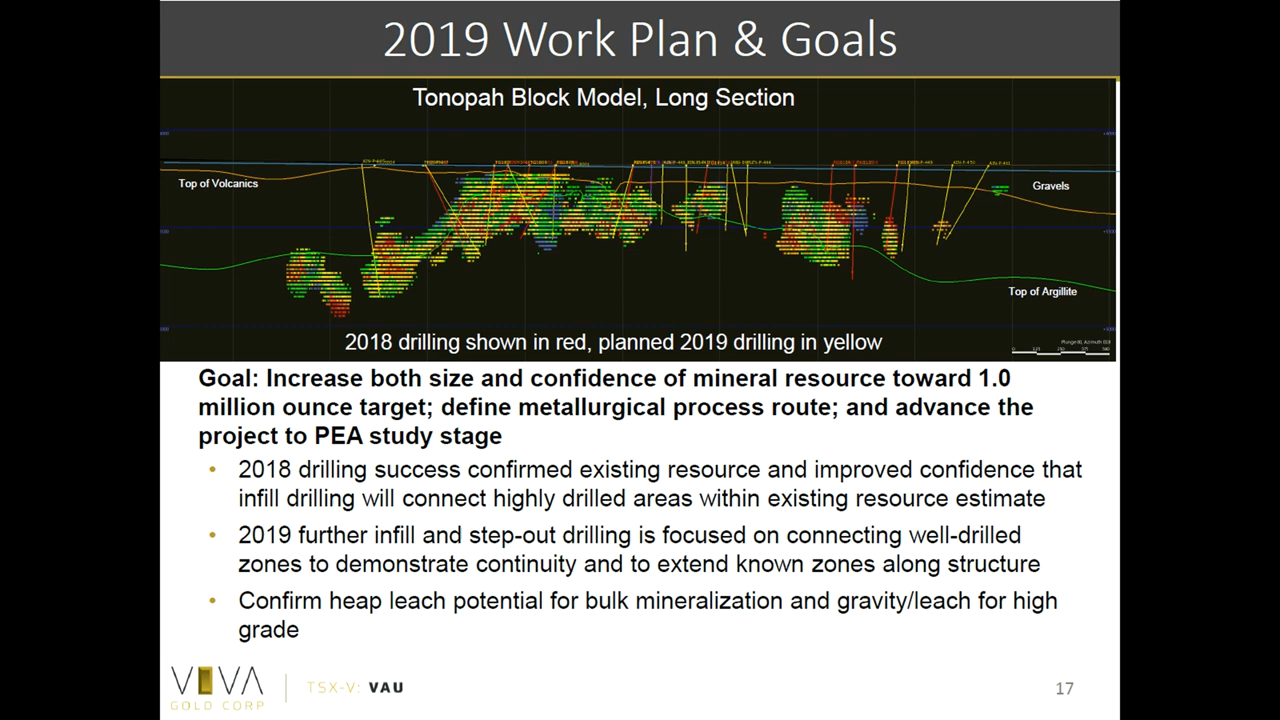 2019 Work Plan & Goals
Tonopah Block Model, Long Section
Top of Volcanics
Gravels
Top of Argillite
2018 drilling shown in red, planned 2019 drilling in yellow
Goal: Increase both size and confidence of mineral resource toward 1.0
million ounce target; define metallurgical process route; and advance the
project to PEA study stage
• 2018 drilling success confirmed existing resource and improved confidence that
infill drilling will connect highly drilled areas within existing resource estimate
• 2019 further infill and step-out drilling is focused on connecting well-drilled
zones to demonstrate continuity and to extend known zones along structure
• Confirm heap leach potential for bulk mineralization and gravity/leach for high
grade
VIVA
GOLD CORP
TSX-V: VAU
17